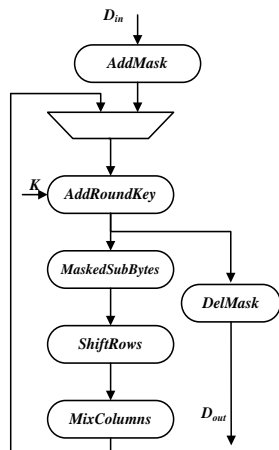 D_in
AddMask
K
AddRoundKey
MaskedSubBytes
DelMask
ShiftRows
MixColumns
D_out